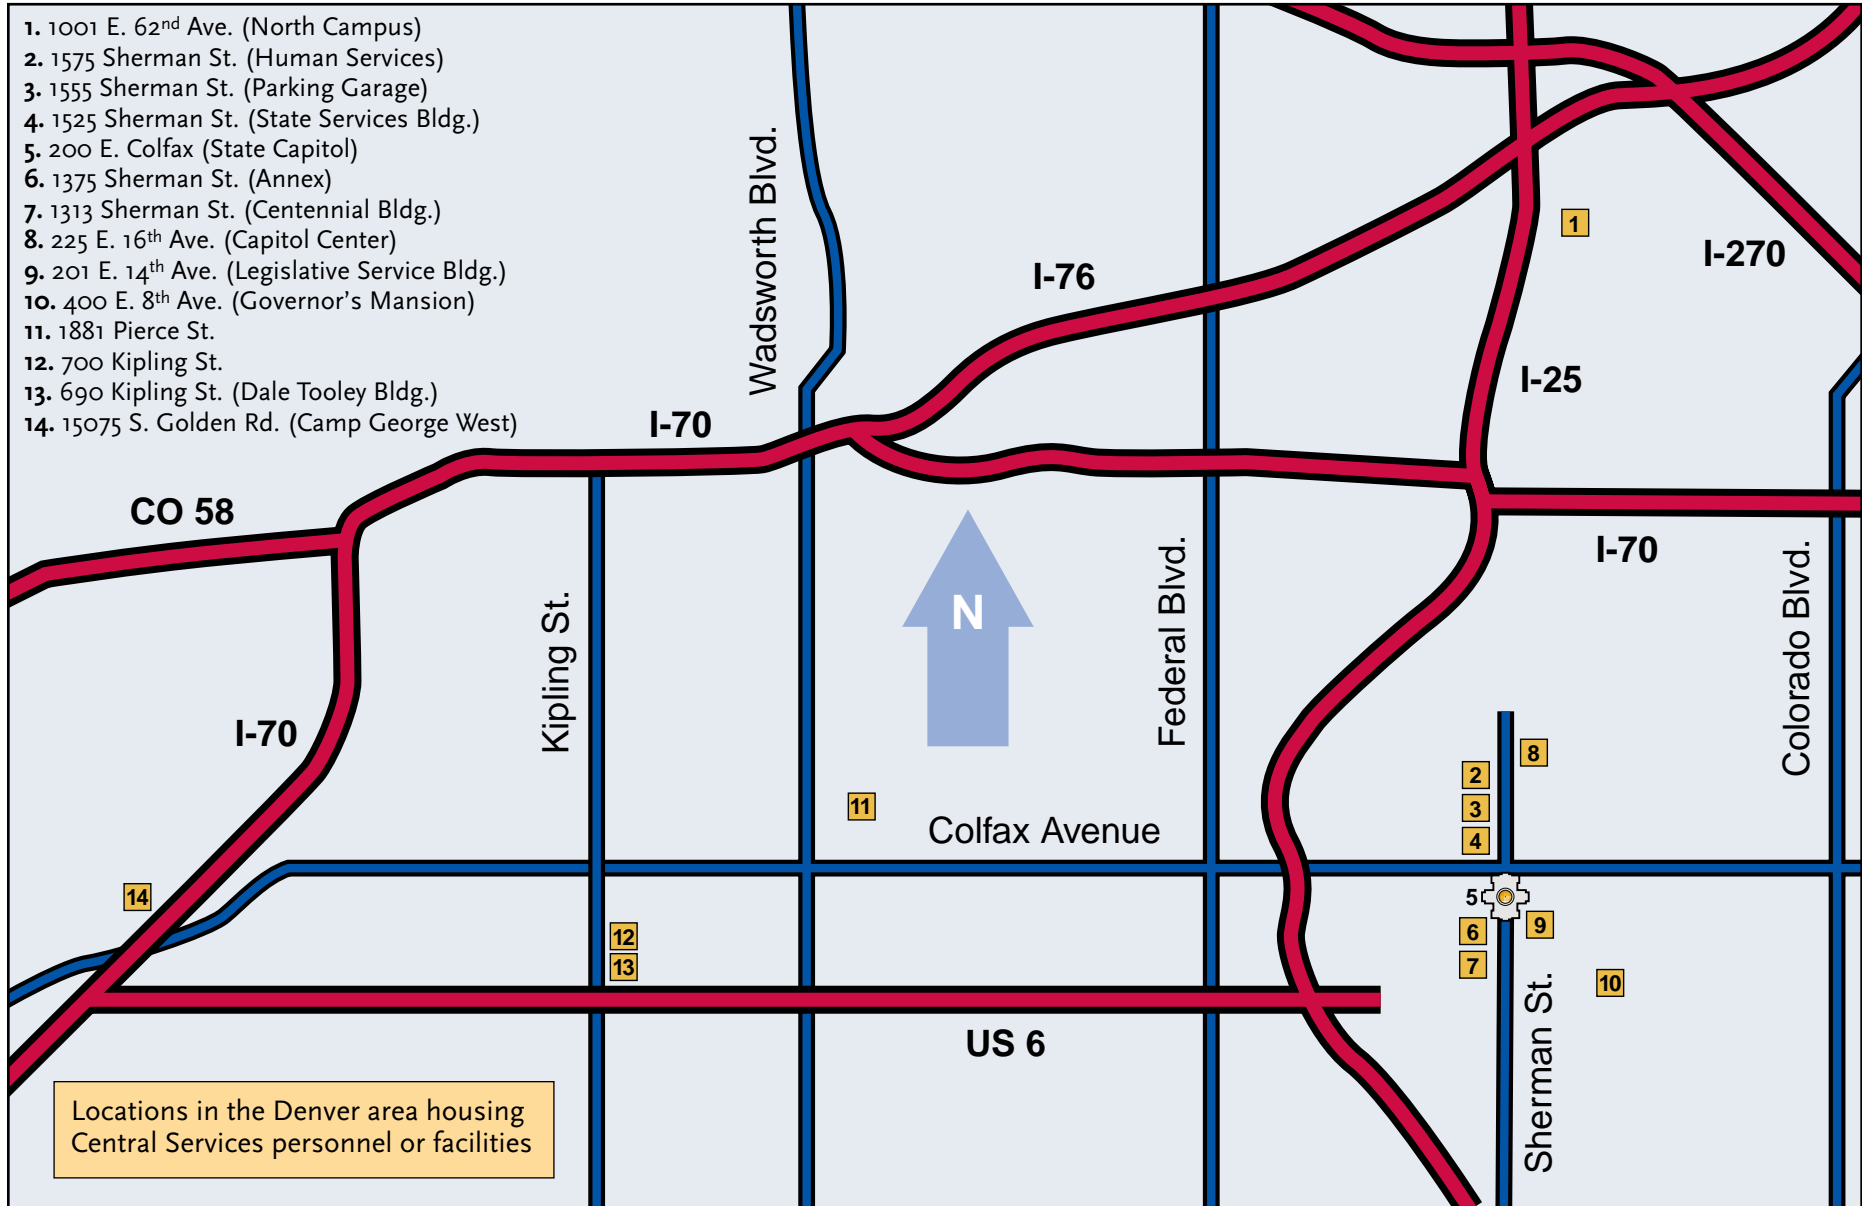 1. 1001 E. 62nd Ave. (North Campus)
2. 1575 Sherman St. (Human Services)
3. 1555 Sherman St. (Parking Garage)
4. 1525 Sherman St. (State Services Bldg.)
5. 200 E. Colfax (State Capitol)
6. 1375 Sherman St. (Annex)
7. 1313 Sherman St. (Centennial Bldg.)
8. 225 E. 16th Ave. (Capitol Center)
9. 201 E. 14th Ave. (Legislative Service Bldg.)
10. 400 E. 8th Ave. (Governor’s Mansion)
11. 1881 Pierce St.
12. 700 Kipling St.
13. 690 Kipling St. (Dale Tooley Bldg.)
14. 15075 S. Golden Rd. (Camp George West)
Wadsworth Blvd.
1
I-270
I-76
I-25
I-70
CO 58
I-70
N
Kipling St.
Federal Blvd.
Colorado Blvd.
I-70
8
2
3
4
11
Colfax Avenue
14
5
9
6
7
12
13
10
Sherman St.
US 6
Locations in the Denver area housing
Central Services personnel or facilities